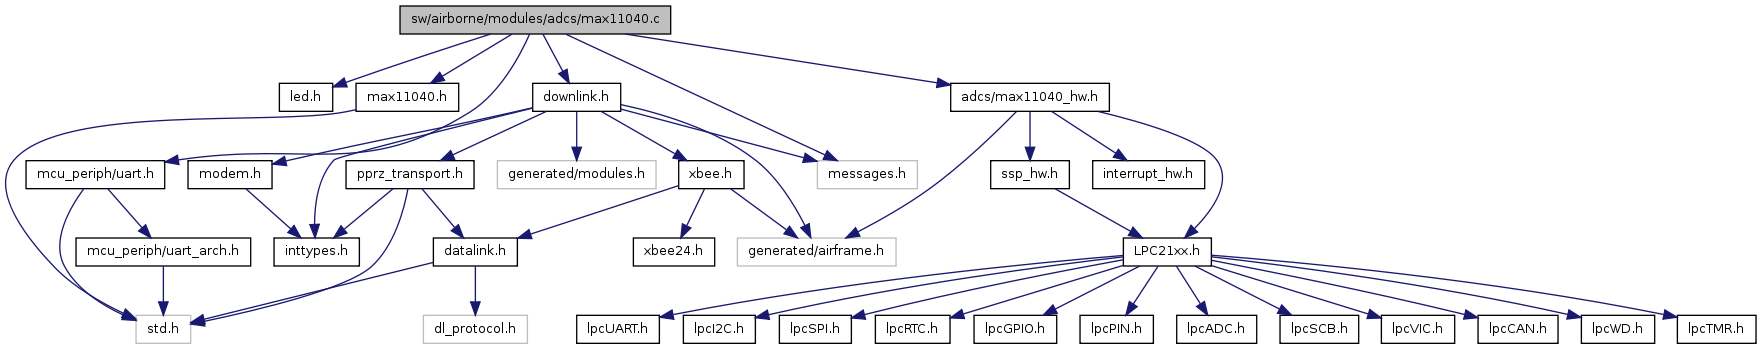 sw/airborne/modules/adcs/max11040.c
led.h
max11040.h
downlink.h
adcs/max11040_hw.h
mcu_periph/uart.h
modem.h
pprz_transport.h
generated/modules.h
xbee.h
messages.h
ssp_hw.h
interrupt_hw.h
mcu_periph/uart_arch.h
inttypes.h
datalink.h
xbee24.h
generated/airframe.h
LPC21xx.h
std.h
dl_protocol.h
lpcUART.h
lpcI2C.h
lpcSPI.h
lpcRTC.h
lpcGPIO.h
lpcPIN.h
lpcADC.h
lpcSCB.h
lpcVIC.h
lpcCAN.h
lpcWD.h
lpcTMR.h